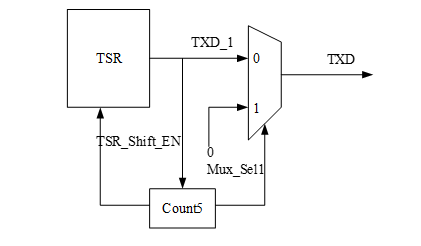 TXD_1
TXD
TSR
0
1
TSR_Shift_EN
0
Mux_Sel1
Count5